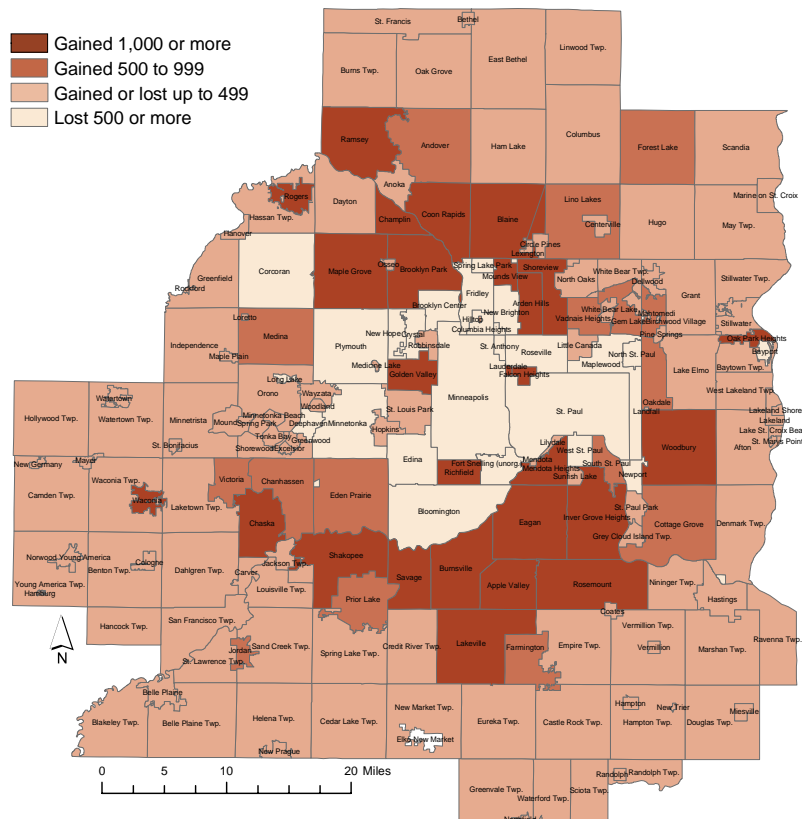 Gained 1,000 or more
Gained 500 to 999
Gained or lost up to 499
Lost 500 or more
St. Francis
Bethel
Burns Twp.
Oak Grove
East Bethel
Linwood Twp.
Ramsey
Andover
Ham Lake
Columbus
Forest Lake
Scandia
Marine on St. Croix
Rogers
Hassan Twp.
Dayton
Anoka
Champlin
Coon Rapids
Blaine
Lino Lakes
Centerville
Hugo
May Twp.
Hanover
Corcoran
Maple Grove
Osseo
Brooklyn Park
Spring Lake Park
Mounds View
Circle Pines
Lexington
Shoreview
North Oaks
White Bear Twp.
Dellwood
Pine Springs
Grant
Stillwater Twp.
Rockford
Greenfield
Brooklyn Center
Fridley
Arden Hills
New Brighton
Vadnais Heights
White Bear Lake
Gem Lake
Mahtomedi
Birchwood Village
Stillwater
Oak Park Heights
Bayport
Loretto
Independence
Medina
Maple Plain
Plymouth
New Hope
Crystal
Robbinsdale
Hilltop
Columbia Heights
St. Anthony
Roseville
Little Canada
Maplewood
North St. Paul
Lake Elmo
Baytown Twp.
Medicine Lake
Golden Valley
Lauderdale
Falcon Heights
Long Lake
Orono
Wayzata
Woodland
St. Louis Park
Minneapolis
St. Paul
Oakdale
Landfall
West Lakeland Twp.
Lakeland Shore
Lakeland
Lake St. Croix Bea
St. Marys Point
Hollywood Twp.
Watertown
Watertown Twp.
Minnetrista
Mound
Minnetonka Beach
Spring Park
Deephaven
Tonka Bay
Greenwood
Shorewood
Excelsior
Minnetonka
Hopkins
Edina
St. Bonifacius
Fort Snelling (unorg.)
Richfield
Lilydale
Mendota
Mendota Heights
West St. Paul
South St. Paul
Sunfish Lake
Newport
Woodbury
Afton
New Germany
Mayer
Camden Twp.
Waconia Twp.
Waconia
Laketown Twp.
Victoria
Chanhassen
Chaska
Eden Prairie
Bloomington
Eagan
Inver Grove Heights
St. Paul Park
Grey Cloud Island Twp.
Cottage Grove
Denmark Twp.
Norwood Young America
Cologne
Benton Twp.
Dahlgren Twp.
Young America Twp.
Hamburg
Carver
Jackson Twp.
Louisville Twp.
Shakopee
Prior Lake
Savage
Burnsville
Apple Valley
Rosemount
Nininger Twp.
Hastings
Coates
Hancock Twp.
San Francisco Twp.
St. Lawrence Twp.
Jordan
Sand Creek Twp.
Spring Lake Twp.
Credit River Twp.
Lakeville
Farmington
Empire Twp.
Vermillion Twp.
Vermillion
Marshan Twp.
Ravenna Twp.
N
Belle Plaine
Blakeley Twp.
Belle Plaine Twp.
Helena Twp.
New Prague
Cedar Lake Twp.
New Market Twp.
Elko New Market
Eureka Twp.
Castle Rock Twp.
Hampton
Hampton Twp.
New Trier
Douglas Twp.
Miesville
0 5 10 20 Miles
Greenvale Twp.
Waterford Twp.
Sciota Twp.
Randolph
Randolph Twp.